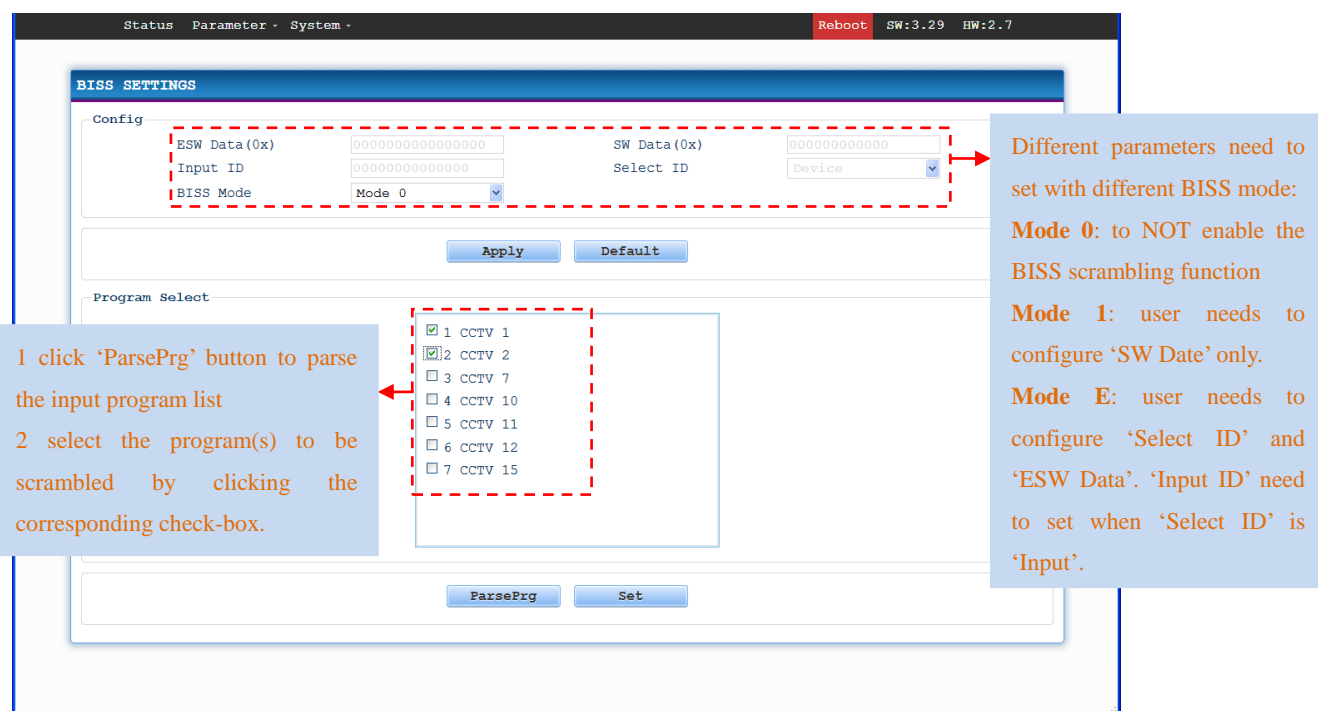 Status Parameter - System -
Reboot SW:3.29 HW:2.7
BISS SETTINGS
Config
ESW Data(0x) 0000000000000000 SW Data(0x) 000000000000
Input ID 00000000000000 Select ID Device
BISS Mode Mode 0
Apply Default
Program Select
1 CCTV 1
2 CCTV 2
3 CCTV 7
4 CCTV 10
5 CCTV 11
6 CCTV 12
7 CCTV 15
ParsePrg Set
1 click ‘ParsePrg’ button to parse
the input program list
2 select the program(s) to be
scrambled by clicking the
corresponding check-box.
Different parameters need to
set with different BISS mode:
Mode 0: to NOT enable the
BISS scrambling function
Mode 1: user needs to
configure ‘SW Date’ only.
Mode E: user needs to
configure ‘Select ID’ and
‘ESW Data’. ‘Input ID’ need
to set when ‘Select ID’ is
‘Input’.